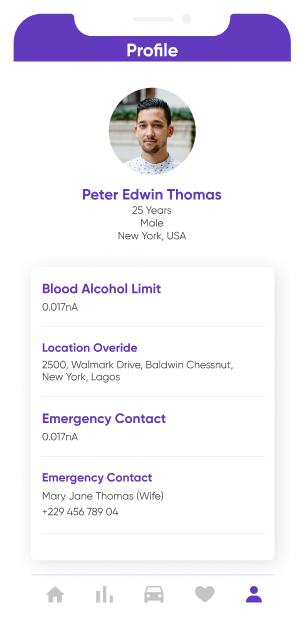 Profile
Peter Edwin Thomas
25 Years
Male
New York, USA
Blood Alcohol Limit
0.017nA
Location Overide
2500, Walmark Drive, Baldwin Chessnut,
New York, Lagos
Emergency Contact
0.017nA
Emergency Contact
Mary Jane Thomas (Wife)
+229 456 789 04